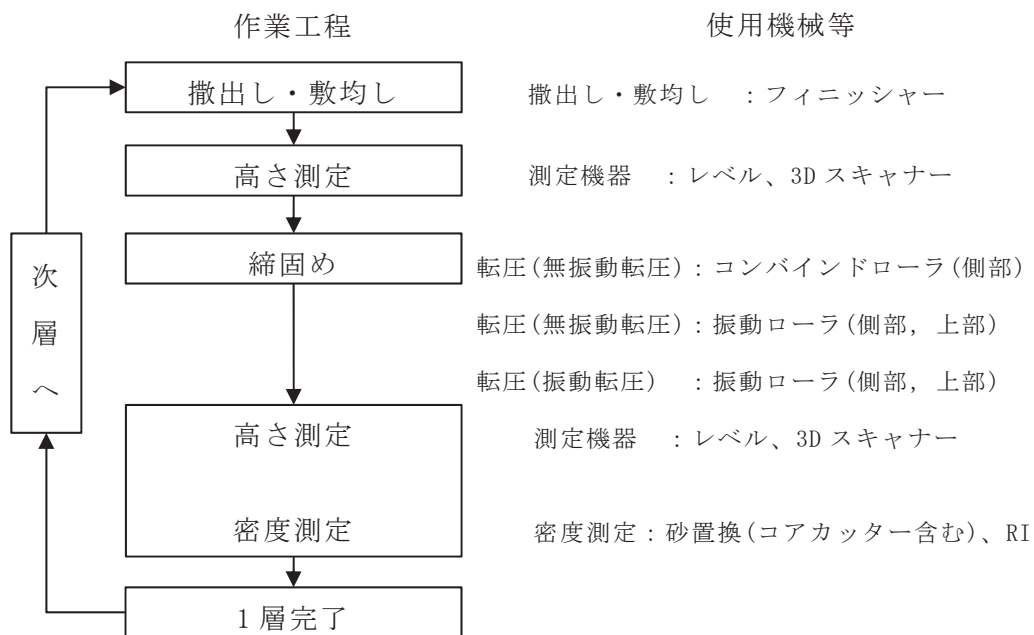 作業工程
使用機械等
撒出し・敷均し
撒出し・敷均し ：フィニッシャー
高さ測定
測定機器 ：レベル、3Dスキャナー
次層へ
締固め
転圧(無振動転圧)：コンバインドローラ(側部)
転圧(無振動転圧)：振動ローラ(側部, 上部)
転圧(振動転圧) ：振動ローラ(側部, 上部)
高さ測定
測定機器 ：レベル、3Dスキャナー
密度測定
密度測定：砂置換(コアカッター含む)、RI
1層完了